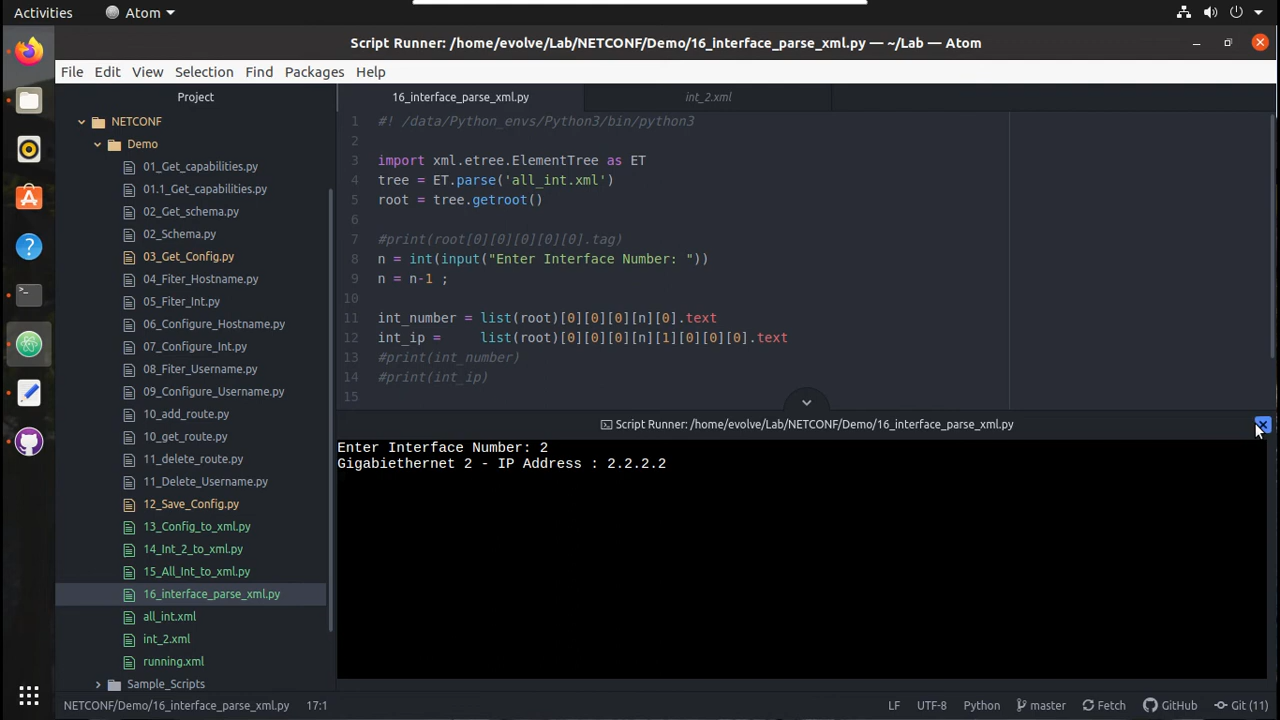 Activities
Atom
Script Runner: /home/evolve/Lab/NETCONF/Demo/16_interface_parse_xml.py — ~/Lab — Atom
File Edit View Selection Find Packages Help
Project
NETCONF
Demo
01_Get_capabilities.py
01.1_Get_capabilities.py
02_Get_schema.py
02_Schema.py
03_Get_Config.py
04_Fiter_Hostname.py
05_Fiter_Int.py
06_Configure_Hostname.py
07_Configure_Int.py
08_Fiter_Username.py
09_Configure_Username.py
10_add_route.py
10_get_route.py
11_delete_route.py
11_Delete_Username.py
12_Save_Config.py
13_Config_to_xml.py
14_Int_2_to_xml.py
15_All_Int_to_xml.py
16_interface_parse_xml.py
all_int.xml
int_2.xml
running.xml
Sample_Scripts
16_interface_parse_xml.py
int_2.xml
1 #! /data/Python_envs/Python3/bin/python3
2
3 import xml.etree.ElementTree as ET
4 tree = ET.parse('all_int.xml')
5 root = tree.getroot()
6
7 #print(root[0][0][0][0][0].tag)
8 n = int(input("Enter Interface Number: "))
9 n = n-1 ;
10
11 int_number = list(root)[0][0][0][n][0].text
12 int_ip =     list(root)[0][0][0][n][1][0][0][0].text
13 #print(int_number)
14 #print(int_ip)
15
Script Runner: /home/evolve/Lab/NETCONF/Demo/16_interface_parse_xml.py
Enter Interface Number: 2
Gigabiethernet 2 - IP Address : 2.2.2.2
NETCONF/Demo/16_interface_parse_xml.py 17:1 LF UTF-8 Python master Fetch GitHub Git (11)